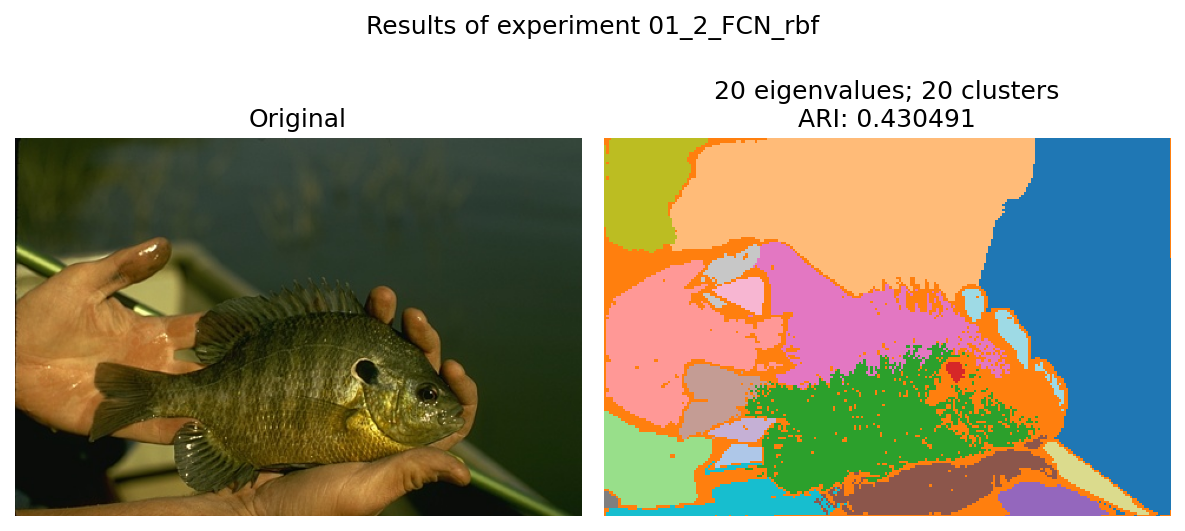 Results of experiment 01_2_FCN_rbf
Original
20 eigenvalues; 20 clusters
ARI: 0.430491